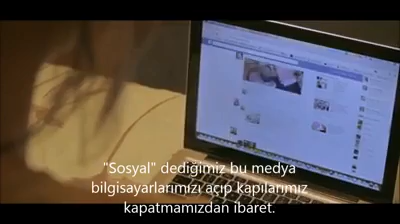 "Sosyal" dediğimiz bu medya
bilgisayarlarımızı açıp kapılarımız
kapatmamızdan ibaret.